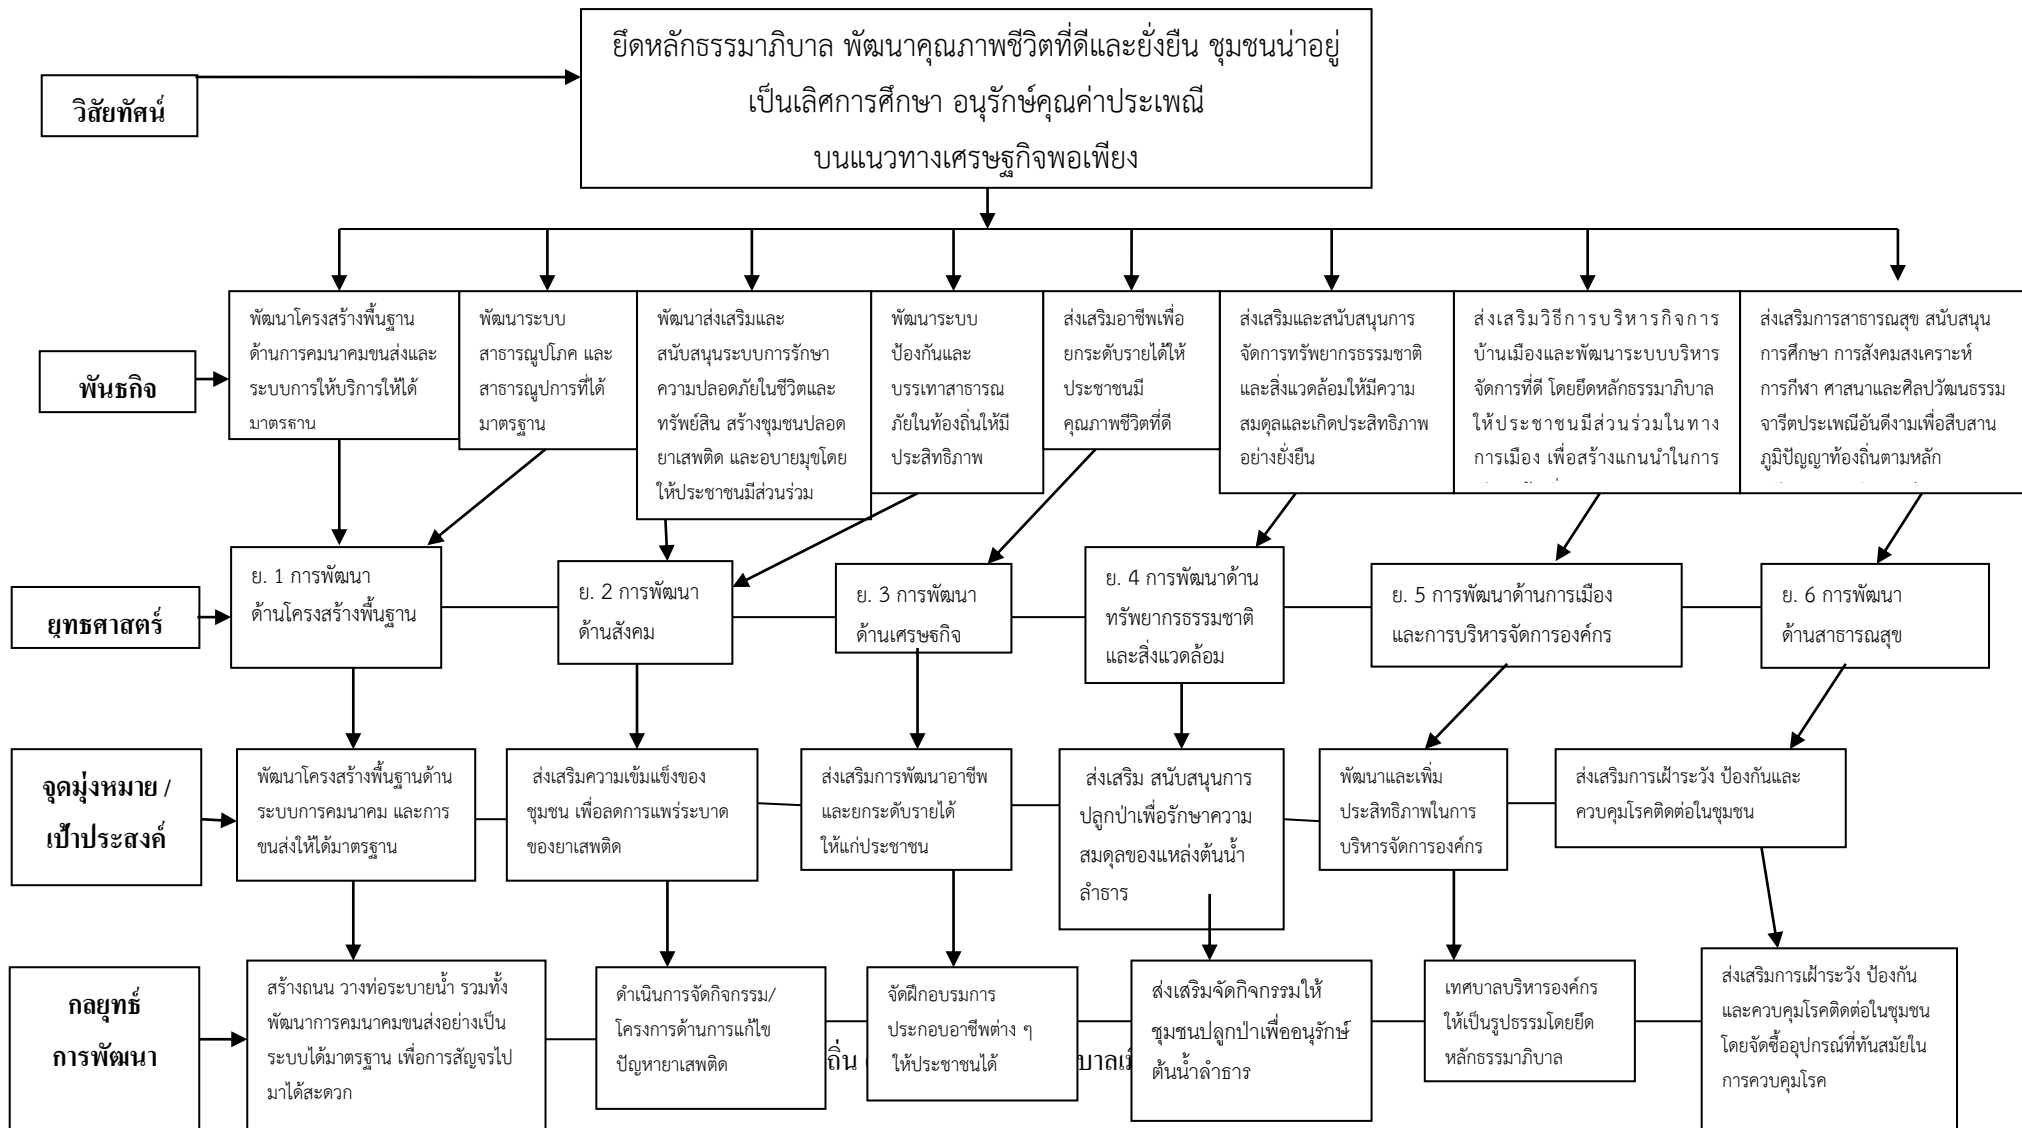 ยึดหลักธรรมาภิบาล พัฒนาคุณภาพชีวิตที่ดีและยั่งยืน ชุมชนน่าอยู่
เป็นเลิศการศึกษา อนุรักษ์คุณค่าประเพณี
บนแนวทางเศรษฐกิจพอเพียง
วิสัยทัศน์
พันธกิจ
พัฒนาโครงสร้างพื้นฐาน
ด้านการคมนาคมขนส่งและ
ระบบการให้บริการให้ได้
มาตรฐาน
พัฒนาระบบ
สาธารณูปโภค และ
สาธารณูปการที่ได้
มาตรฐาน
พัฒนาส่งเสริมและ
สนับสนุนระบบการรักษา
ความปลอดภัยในชีวิตและ
ทรัพย์สิน สร้างชุมชนปลอด
ยาเสพติด และอบายมุขโดย
ให้ประชาชนมีส่วนร่วม
พัฒนาระบบ
ป้องกันและ
บรรเทาสาธารณ
ภัยในท้องถิ่นให้มี
ประสิทธิภาพ
ส่งเสริมอาชีพเพื่อ
ยกระดับรายได้ให้
ประชาชนมี
คุณภาพชีวิตที่ดี
ส่งเสริมและสนับสนุนการ
จัดการทรัพยากรธรรมชาติ
และสิ่งแวดล้อมให้มีความ
สมดุลและเกิดประสิทธิภาพ
อย่างยั่งยืน
ส่งเสริมวิธีการบริหารกิจการ
บ้านเมืองและพัฒนาระบบบริหาร
จัดการที่ดี โดยยึดหลักธรรมาภิบาล
ให้ประชาชนมีส่วนร่วมในทาง
การเมือง เพื่อสร้างแกนนำในการ
ส่งเสริมการสาธารณสุข สนับสนุน
การศึกษา การสังคมสงเคราะห์
การกีฬา ศาสนาและศิลปวัฒนธรรม
จารีตประเพณีอันดีงามเพื่อสืบสาน
ภูมิปัญญาท้องถิ่นตามหลัก
ยุทธศาสตร์
ย. 1 การพัฒนา
ด้านโครงสร้างพื้นฐาน
ย. 2 การพัฒนา
ด้านสังคม
ย. 3 การพัฒนา
ด้านเศรษฐกิจ
ย. 4 การพัฒนาด้าน
ทรัพยากรธรรมชาติ
และสิ่งแวดล้อม
ย. 5 การพัฒนาด้านการเมือง
และการบริหารจัดการองค์กร
ย. 6 การพัฒนา
ด้านสาธารณสุข
จุดมุ่งหมาย /
เป้าประสงค์
พัฒนาโครงสร้างพื้นฐานด้าน
ระบบการคมนาคม และการ
ขนส่งให้ได้มาตรฐาน
ส่งเสริมความเข้มแข็งของ
ชุมชน เพื่อลดการแพร่ระบาด
ของยาเสพติด
ส่งเสริมการพัฒนาอาชีพ
และยกระดับรายได้
ให้แก่ประชาชน
ส่งเสริม สนับสนุนการ
ปลูกป่าเพื่อรักษาความ
สมดุลของแหล่งต้นน้ำ
ลำธาร
พัฒนาและเพิ่ม
ประสิทธิภาพในการ
บริหารจัดการองค์กร
ส่งเสริมการเฝ้าระวัง ป้องกันและ
ควบคุมโรคติดต่อในชุมชน
กลยุทธ์
การพัฒนา
สร้างถนน วางท่อระบายน้ำ รวมทั้ง
พัฒนาการคมนาคมขนส่งอย่างเป็น
ระบบได้มาตรฐาน เพื่อการสัญจรไป
มาได้สะดวก
ดำเนินการจัดกิจกรรม/
โครงการด้านการแก้ไข
ปัญหายาเสพติด
จัดฝึกอบรมการ
ประกอบอาชีพต่าง ๆ
ให้ประชาชนได้
ส่งเสริมจัดกิจกรรมให้
ชุมชนปลูกป่าเพื่ออนุรักษ์
ต้นน้ำลำธาร
เทศบาลบริหารองค์กร
ให้เป็นรูปธรรมโดยยึด
หลักธรรมาภิบาล
ส่งเสริมการเฝ้าระวัง ป้องกัน
และควบคุมโรคติดต่อในชุมชน
โดยจัดซื้ออุปกรณ์ที่ทันสมัยใน
การควบคุมโรค